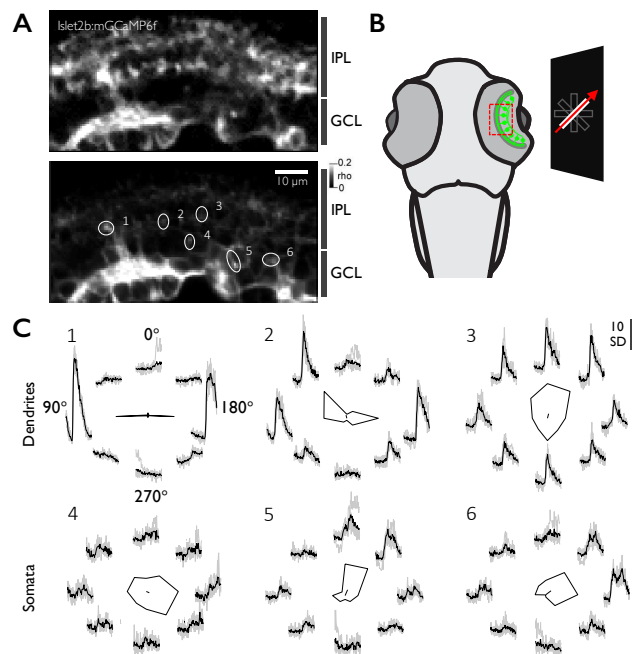 A
B
Islet2b:mGCaMP6f
IPL
GCL
10 µm
0.2
rho
0
IPL
GCL
1
2
3
4
5
6
C
1
0°
2
3
10
SD
Dendrites
90°
180°
270°
4
5
6
Somata